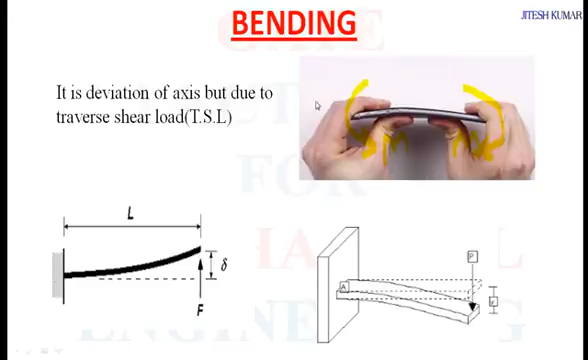 BENDING
JITESH KUMAR
It is deviation of axis but due to
traverse shear load(T.S.L)
L
δ
F
A
P